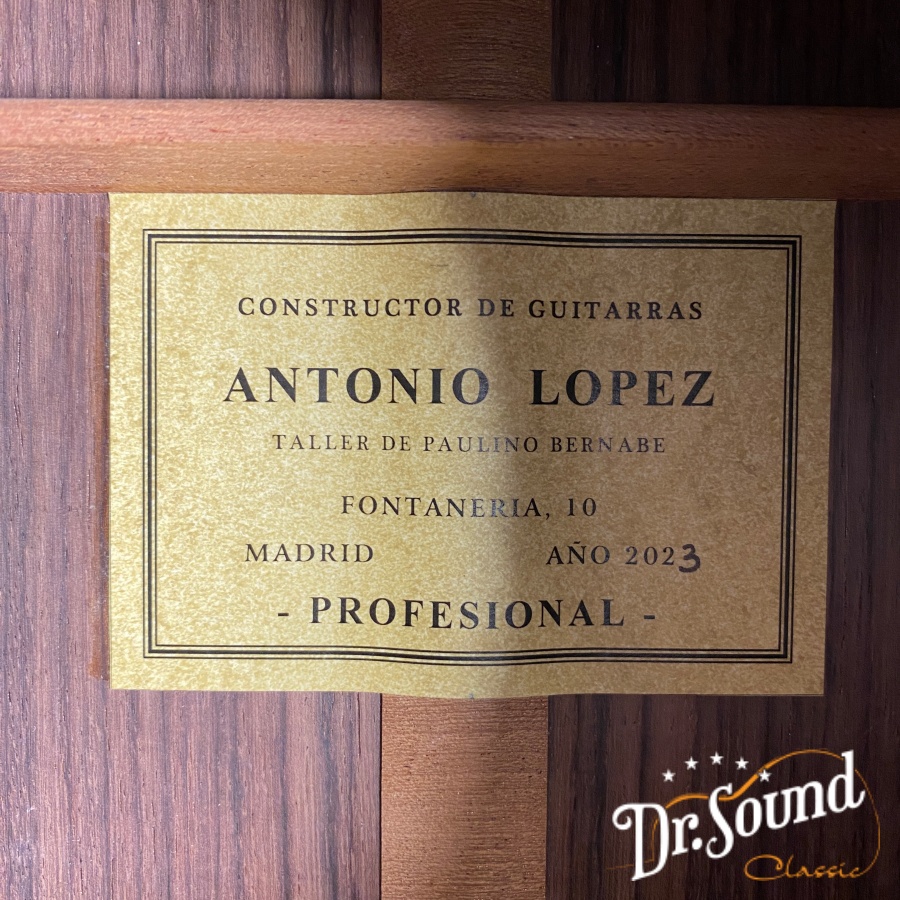 CONSTRUCTOR DE GUITARRAS
ANTONIO LOPEZ
TALLER DE PAULINO BERNABE
FONTANERIA, 10
MADRID AÑO 2023
- PROFESIONAL -
Dr. Sound
Classic